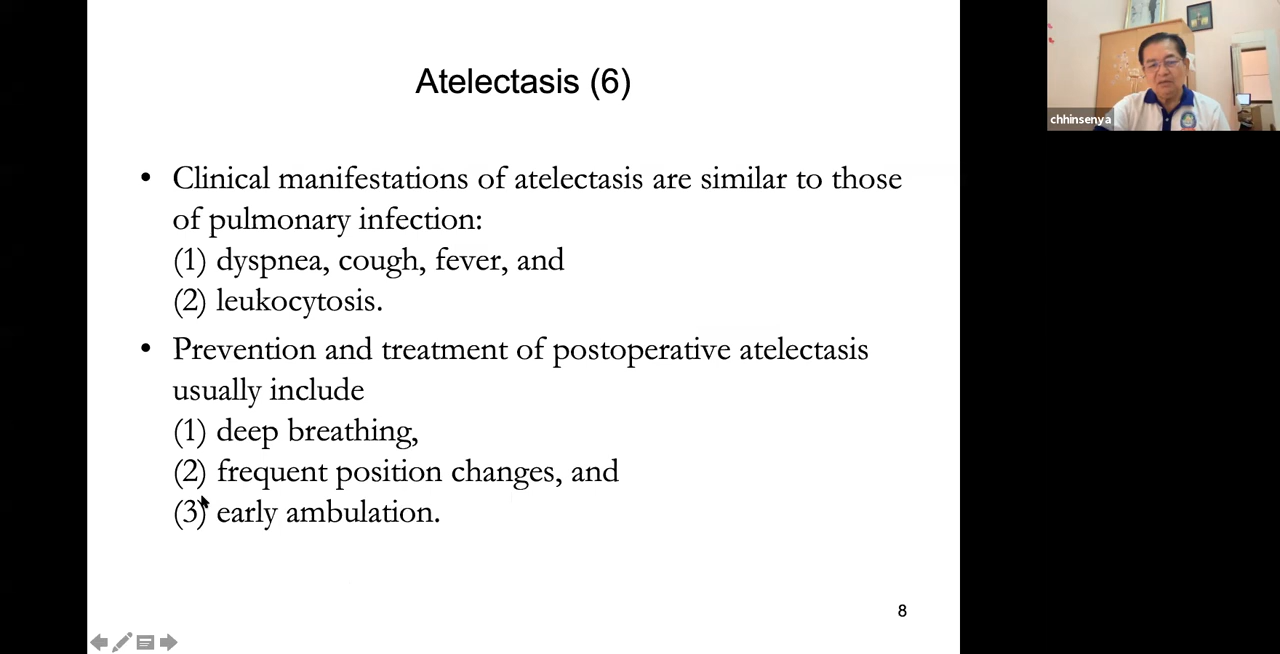 Atelectasis (6)
• Clinical manifestations of atelectasis are similar to those
of pulmonary infection:
(1) dyspnea, cough, fever, and
(2) leukocytosis.
• Prevention and treatment of postoperative atelectasis
usually include
(1) deep breathing,
(2) frequent position changes, and
(3) early ambulation.
8
chhinsenya